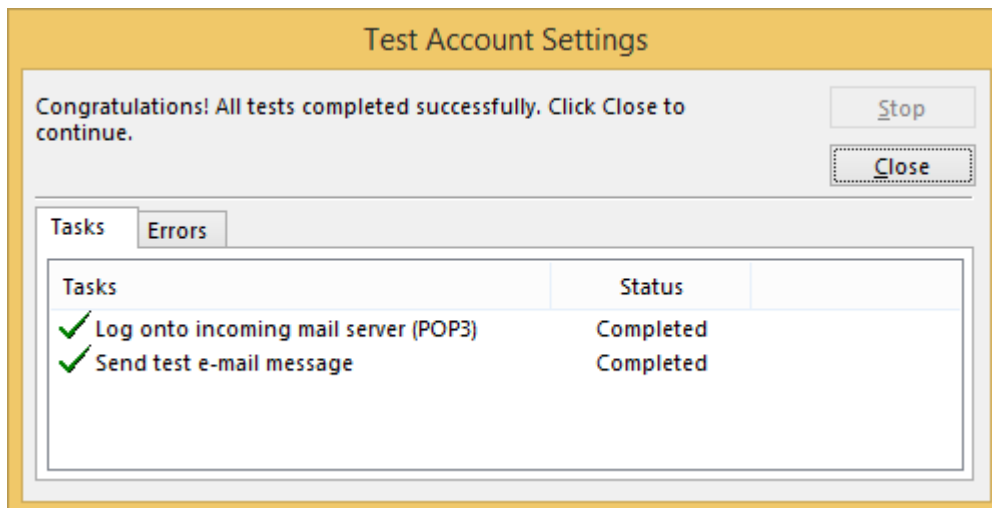 Test Account Settings
Congratulations! All tests completed successfully. Click Close to
continue.
Stop
Close
Tasks
Errors
Tasks Status
Log onto incoming mail server (POP3) Completed
Send test e-mail message Completed